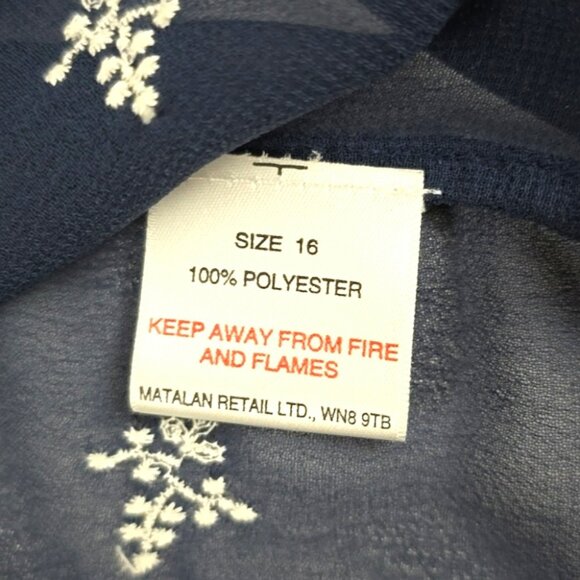 SIZE 16
100% POLYESTER
KEEP AWAY FROM FIRE
AND FLAMES
MATALAN RETAIL LTD., WN8 9TB